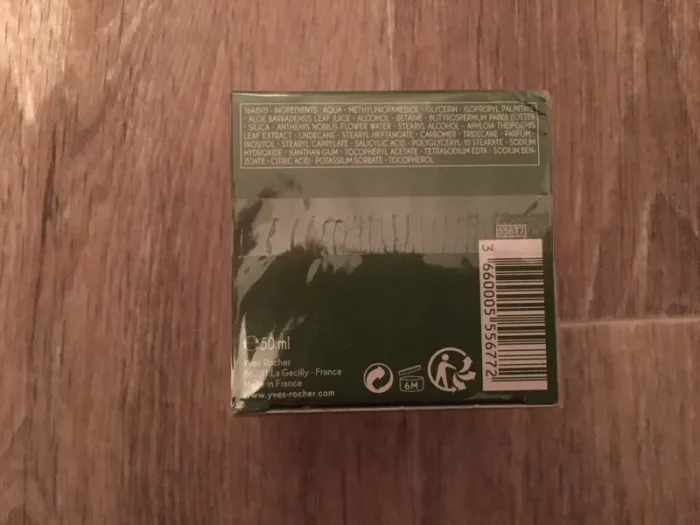 1648V0 - INGREDIENTS : AQUA • METHYLPROPANEDIOL • GLYCERIN • ISOPROPYL PALMITATE
• ALOE BARBADENSIS LEAF JUICE • ALCOHOL • BETAINE • BUTYROSPERMUM PARKII BUTTER
• SILICA • ANTHEMIS NOBILIS FLOWER WATER • STEARYL ALCOHOL • APHLOIA THEIFORMIS
LEAF EXTRACT • UNDECANE • STEARYL HEPTANOATE • CARBOMER • TRIDECANE • PARFUM •
INOSITOL • STEARYL CAPRYLATE • SALICYLIC ACID • POLYGLYCERYL-10 STEARATE • SODIUM
HYDROXIDE • XANTHAN GUM • TOCOPHERYL ACETATE • TETRASODIUM EDTA • SODIUM BEN-
ZOATE • CITRIC ACID • POTASSIUM SORBATE • TOCOPHEROL
55677
3 660005 556772
℮50 ml
Yves Rocher
56201 La Gacilly - France
Made in France
www.yves-rocher.com
6M